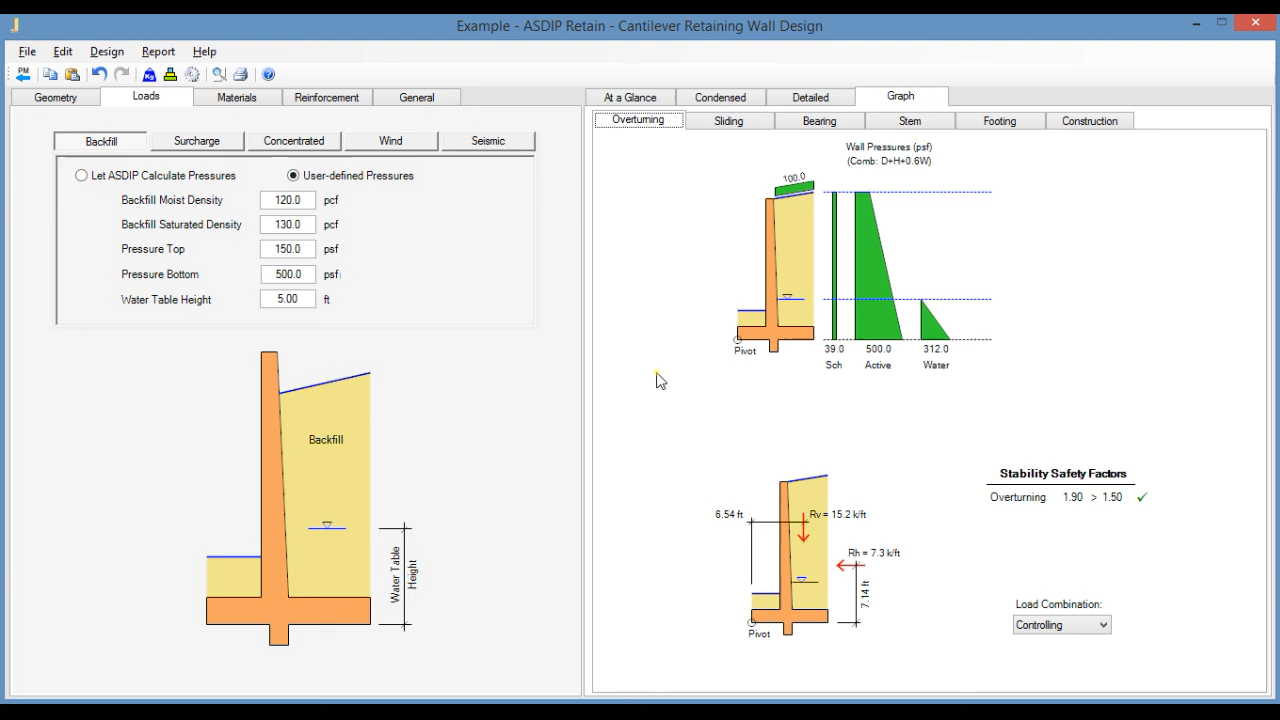 Example - ASDIP Retain - Cantilever Retaining Wall Design
File Edit Design Report Help
PM
Kg
Geometry Loads Materials Reinforcement General
Backfill Surcharge Concentrated Wind Seismic
Let ASDIP Calculate Pressures User-defined Pressures
Backfill Moist Density 120.0 pcf
Backfill Saturated Density 130.0 pcf
Pressure Top 150.0 psf
Pressure Bottom 500.0 psf
Water Table Height 5.00 ft
Backfill
Water Table
Height
At a Glance Condensed Detailed Graph
Overturning Sliding Bearing Stem Footing Construction
Wall Pressures (psf)
(Comb: D+H+0.6W)
100.0
Pivot
39.0 500.0 312.0
Sch Active Water
6.54 ft Rv = 15.2 k/ft
Rh = 7.3 k/ft
7.14 ft
Pivot
Stability Safety Factors
Overturning 1.90 > 1.50 ✓
Load Combination:
Controlling